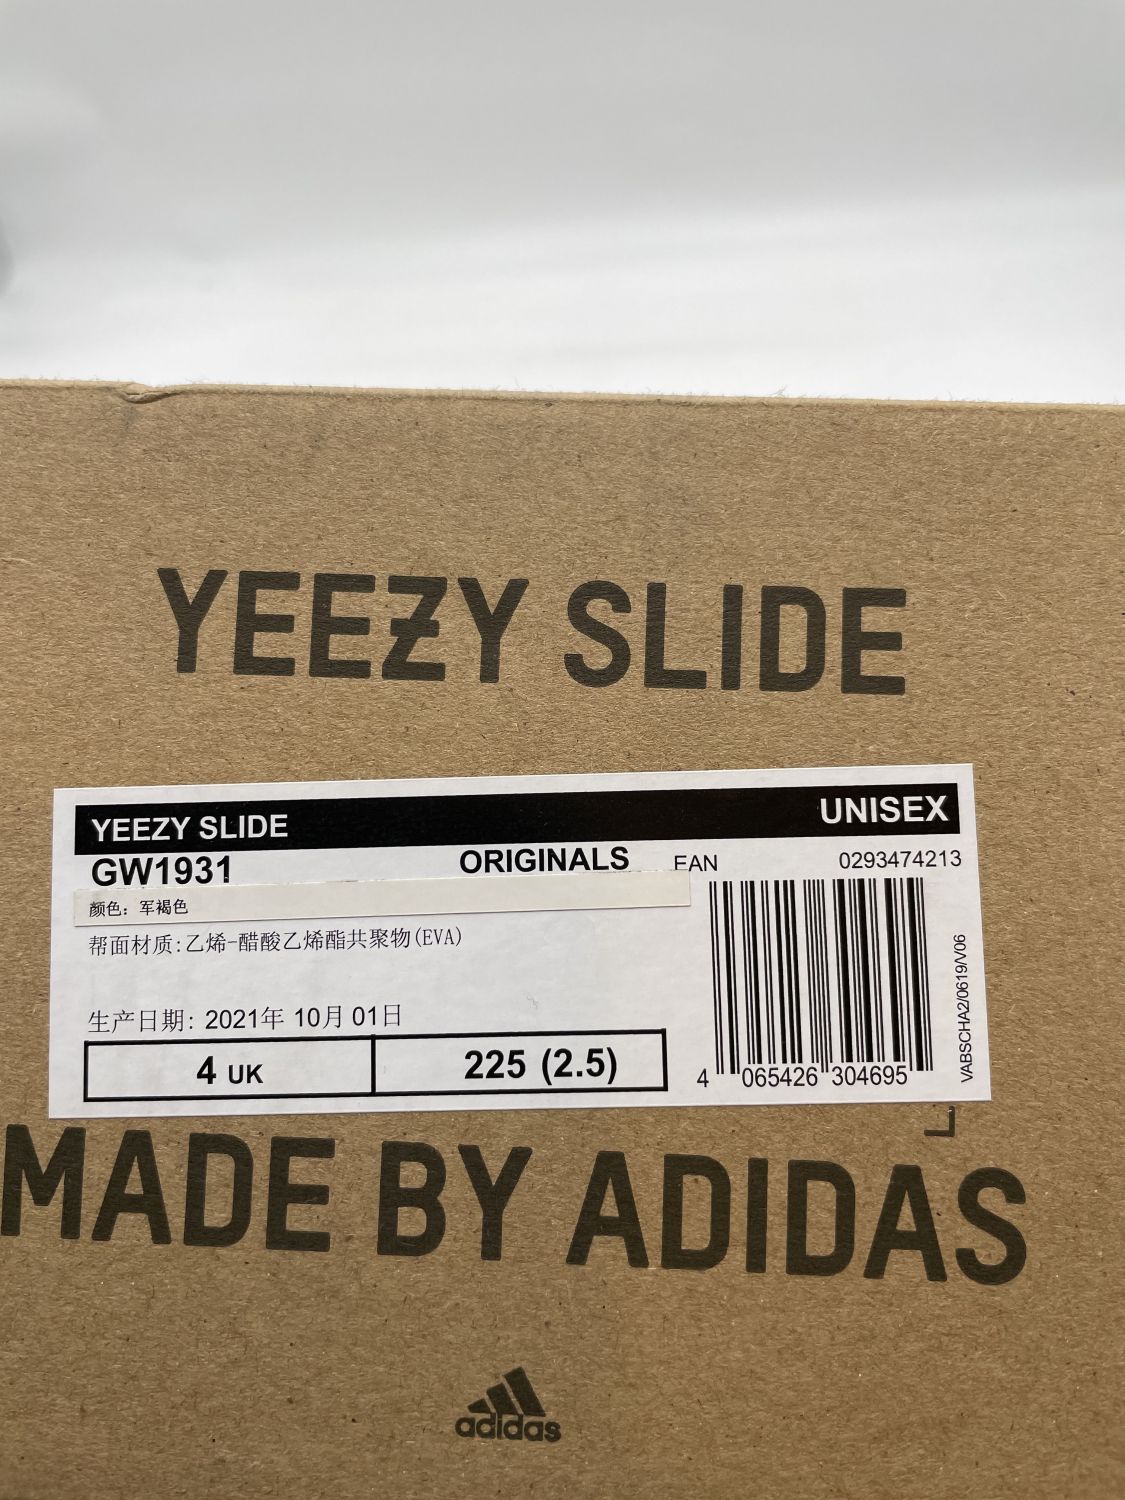 YEEZY SLIDE
YEEZY SLIDE UNISEX
GW1931 ORIGINALS EAN 0293474213
颜色: 军褐色
帮面材质:乙烯-醋酸乙烯酯共聚物(EVA)
生产日期: 2021年 10月 01日
4 UK 225 (2.5)
4 065426 304695
VABSCHA2/0619/V06
MADE BY ADIDAS
adidas